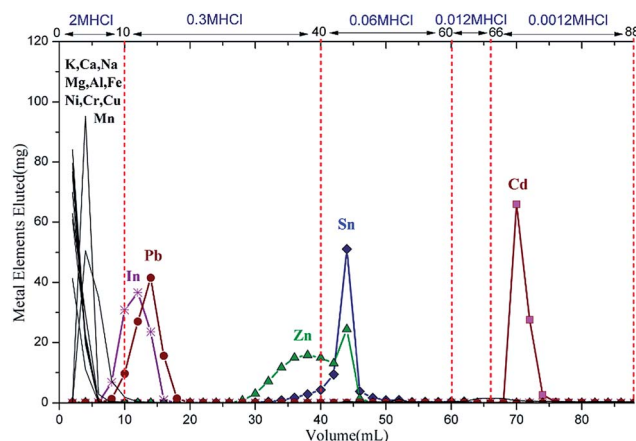 2MHCl 0.3MHCl 0.06MHCl 0.012MHCl 0.0012MHCl
0 10 40 60 66 88
120
100
80
60
40
20
0
Metal Elements Eluted(mg)
K,Ca,Na
Mg,Al,Fe
Ni,Cr,Cu
Mn
In
Pb
Zn
Sn
Cd
0 10 20 30 40 50 60 70 80
Volume(mL)